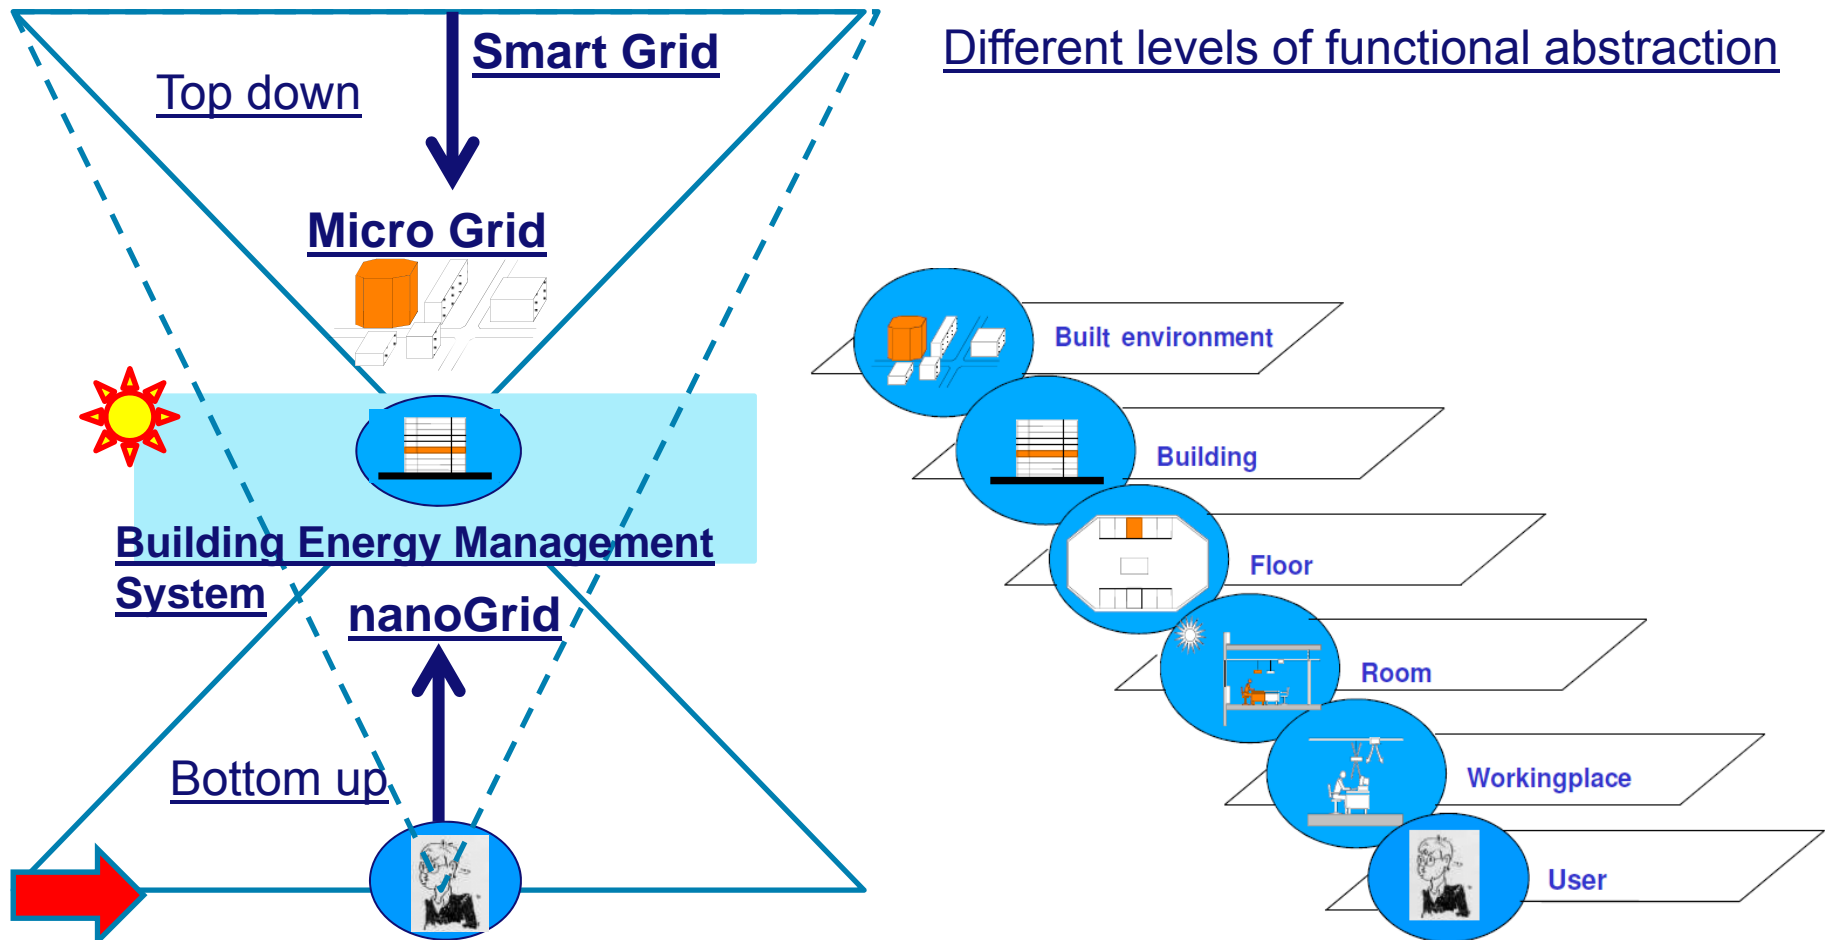 Smart Grid
Different levels of functional abstraction
Top down
Micro Grid
Built environment
Building
Building Energy Management
System
nanoGrid
Floor
Room
Bottom up
Workingplace
User